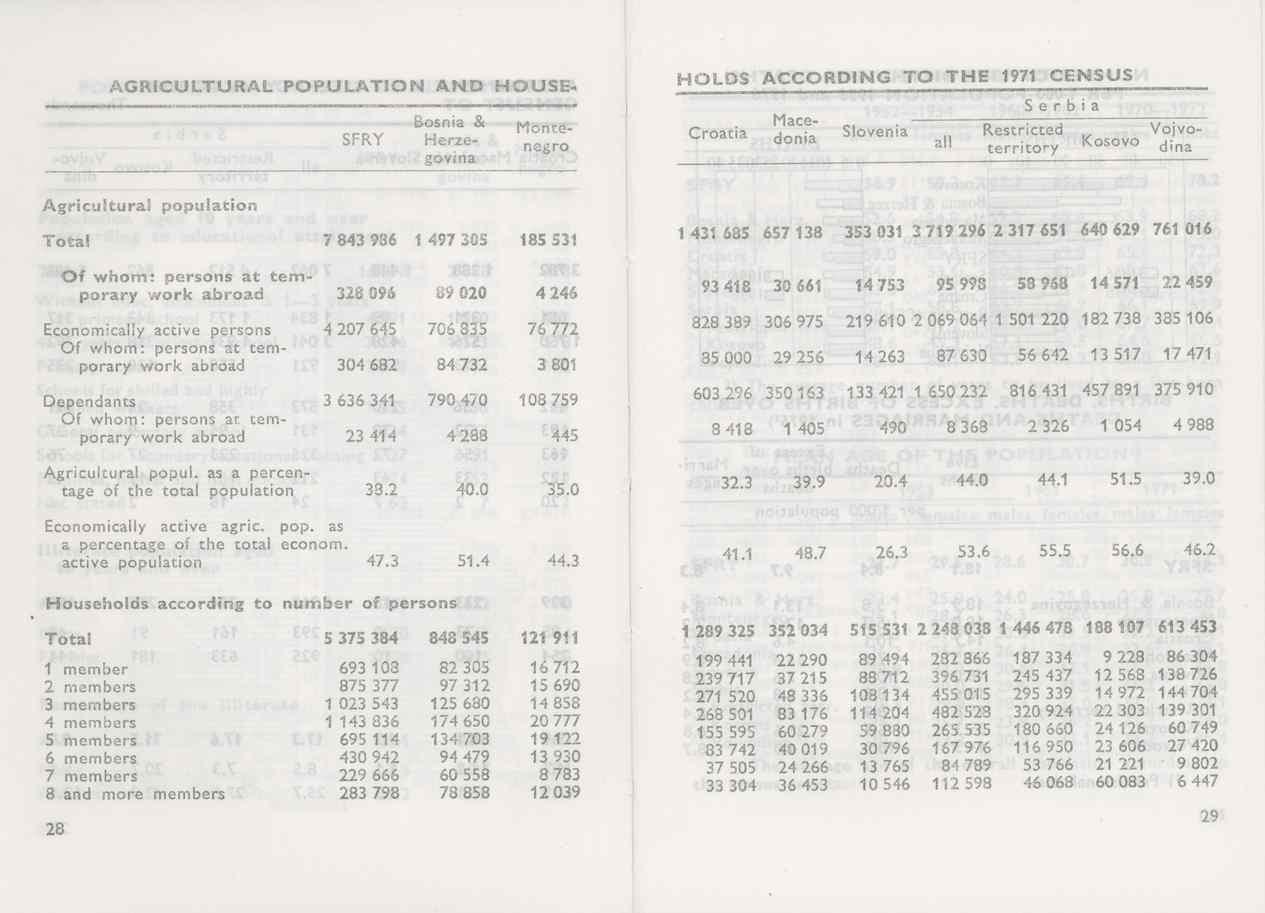 AGRICULTURAL POPULATION AND HOUSE-
SFRY Bosnia & Herze- govina Monte- negro
Agricultural population
Total 7 843 986 1 497 305 185 531
Of whom: persons at tem-
porary work abroad 328 096 89 020 4 246
Economically active persons 4 207 645 706 835 76 772
Of whom: persons at tem-
porary work abroad 304 682 84 732 3 801
Dependants 3 636 341 790 470 108 759
Of whom: persons at tem-
porary work abroad 23 414 4 288 445
Agricultural popul. as a percen-
tage of the total population 38.2 40.0 35.0
Economically active agric. pop. as
a percentage of the total econom.
active population 47.3 51.4 44.3
Households according to number of persons
Total 5 375 384 848 545 121 911
1 member 693 108 82 305 16 712
2 members 875 377 97 312 15 690
3 members 1 023 543 125 680 14 858
4 members 1 143 836 174 650 20 777
5 members 695 114 134 703 19 122
6 members 430 942 94 479 13 930
7 members 229 666 60 558 8 783
8 and more members 283 798 78 858 12 039
28
HOLDS ACCORDING TO THE 1971 CENSUS
Serbia
Croatia Mace- donia Slovenia all Restricted territory Kosovo Vojvo- dina
1 431 685 657 138 353 031 3 719 296 2 317 651 640 629 761 016
93 418 30 661 14 753 95 998 58 968 14 571 22 459
828 389 306 975 219 610 2 069 064 1 501 220 182 738 385 106
85 000 29 256 14 263 87 630 56 642 13 517 17 471
603 296 350 163 133 421 1 650 232 816 431 457 891 375 910
8 418 1 405 490 8 368 2 326 1 054 4 988
32.3 39.9 20.4 44.0 44.1 51.5 39.0
41.1 48.7 26,3 53.6 55.5 56.6 46.2
1 289 325 352 034 515 531 2 248 038 1 446 478 188 107 613 453
199 441 22 290 89 494 282 866 187 334 9 228 86 304
239 717 37 215 88 712 396 731 245 437 12 568 138 726
271 520 48 336 108 134 455 015 295 339 14 972 144 704
268 501 83 176 114 204 482 528 320 924 22 303 139 301
155 595 60 279 59 880 265 535 180 660 24 126 60 749
83 742 40 019 30 796 167 976 116 950 23 606 27 420
37 505 24 266 13 765 84 789 53 766 21 221 9 802
33 304 36 453 10 546 112 598 46 068 60 083 6 447
29